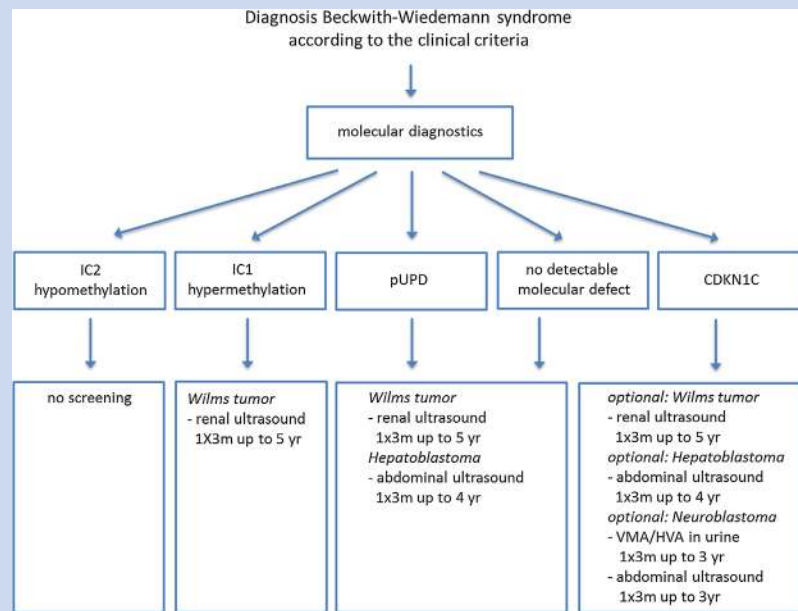 Diagnosis Beckwith-Wiedemann syndrome
according to the clinical criteria
molecular diagnostics
IC2
hypomethylation
IC1
hypermethylation
pUPD
no detectable
molecular defect
CDKN1C
no screening
Wilms tumor
- renal ultrasound
1X3m up to 5 yr
Wilms tumor
- renal ultrasound
1x3m up to 5 yr
Hepatoblastoma
- abdominal ultrasound
1x3m up to 4 yr
optional: Wilms tumor
- renal ultrasound
1x3m up to 5 yr
optional: Hepatoblastoma
- abdominal ultrasound
1x3m up to 4 yr
optional: Neuroblastoma
- VMA/HVA in urine
1x3m up to 3 yr
- abdominal ultrasound
1x3m up to 3yr